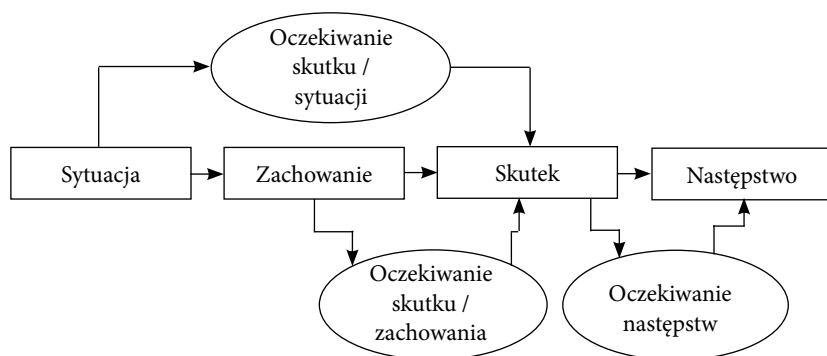 Oczekiwanie
skutku /
sytuacji
Sytuacja
Zachowanie
Skutek
Następstwo
Oczekiwanie
skutku /
zachowania
Oczekiwanie
następstw